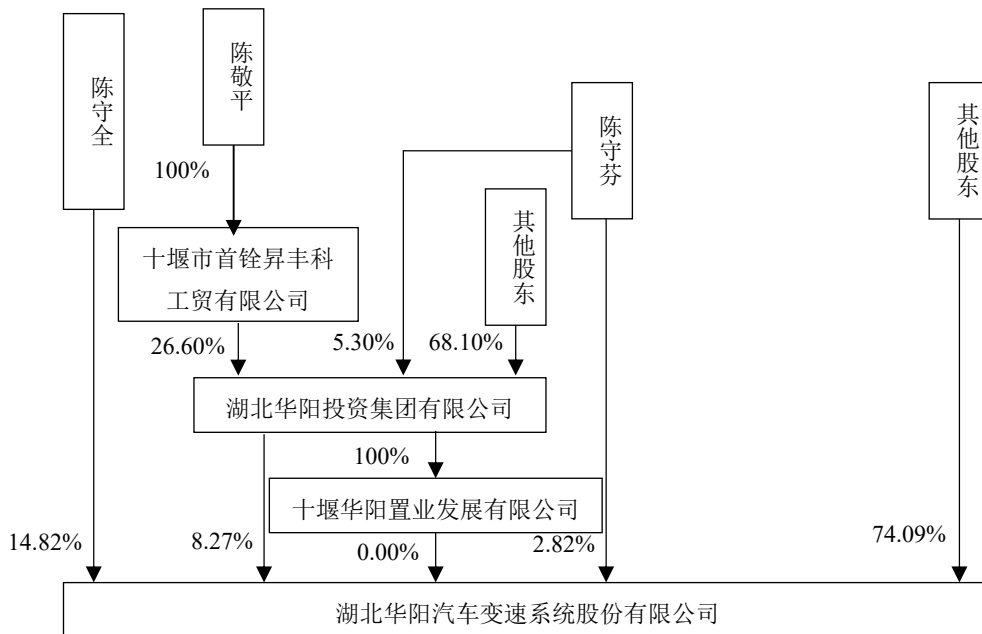 陈守全
陈敬平
陈守芬
其他股东
100%
其他股东
十堰市首铨昇丰科
工贸有限公司
26.60%
5.30%
68.10%
湖北华阳投资集团有限公司
100%
十堰华阳置业发展有限公司
14.82%
8.27%
0.00%
2.82%
74.09%
湖北华阳汽车变速系统股份有限公司